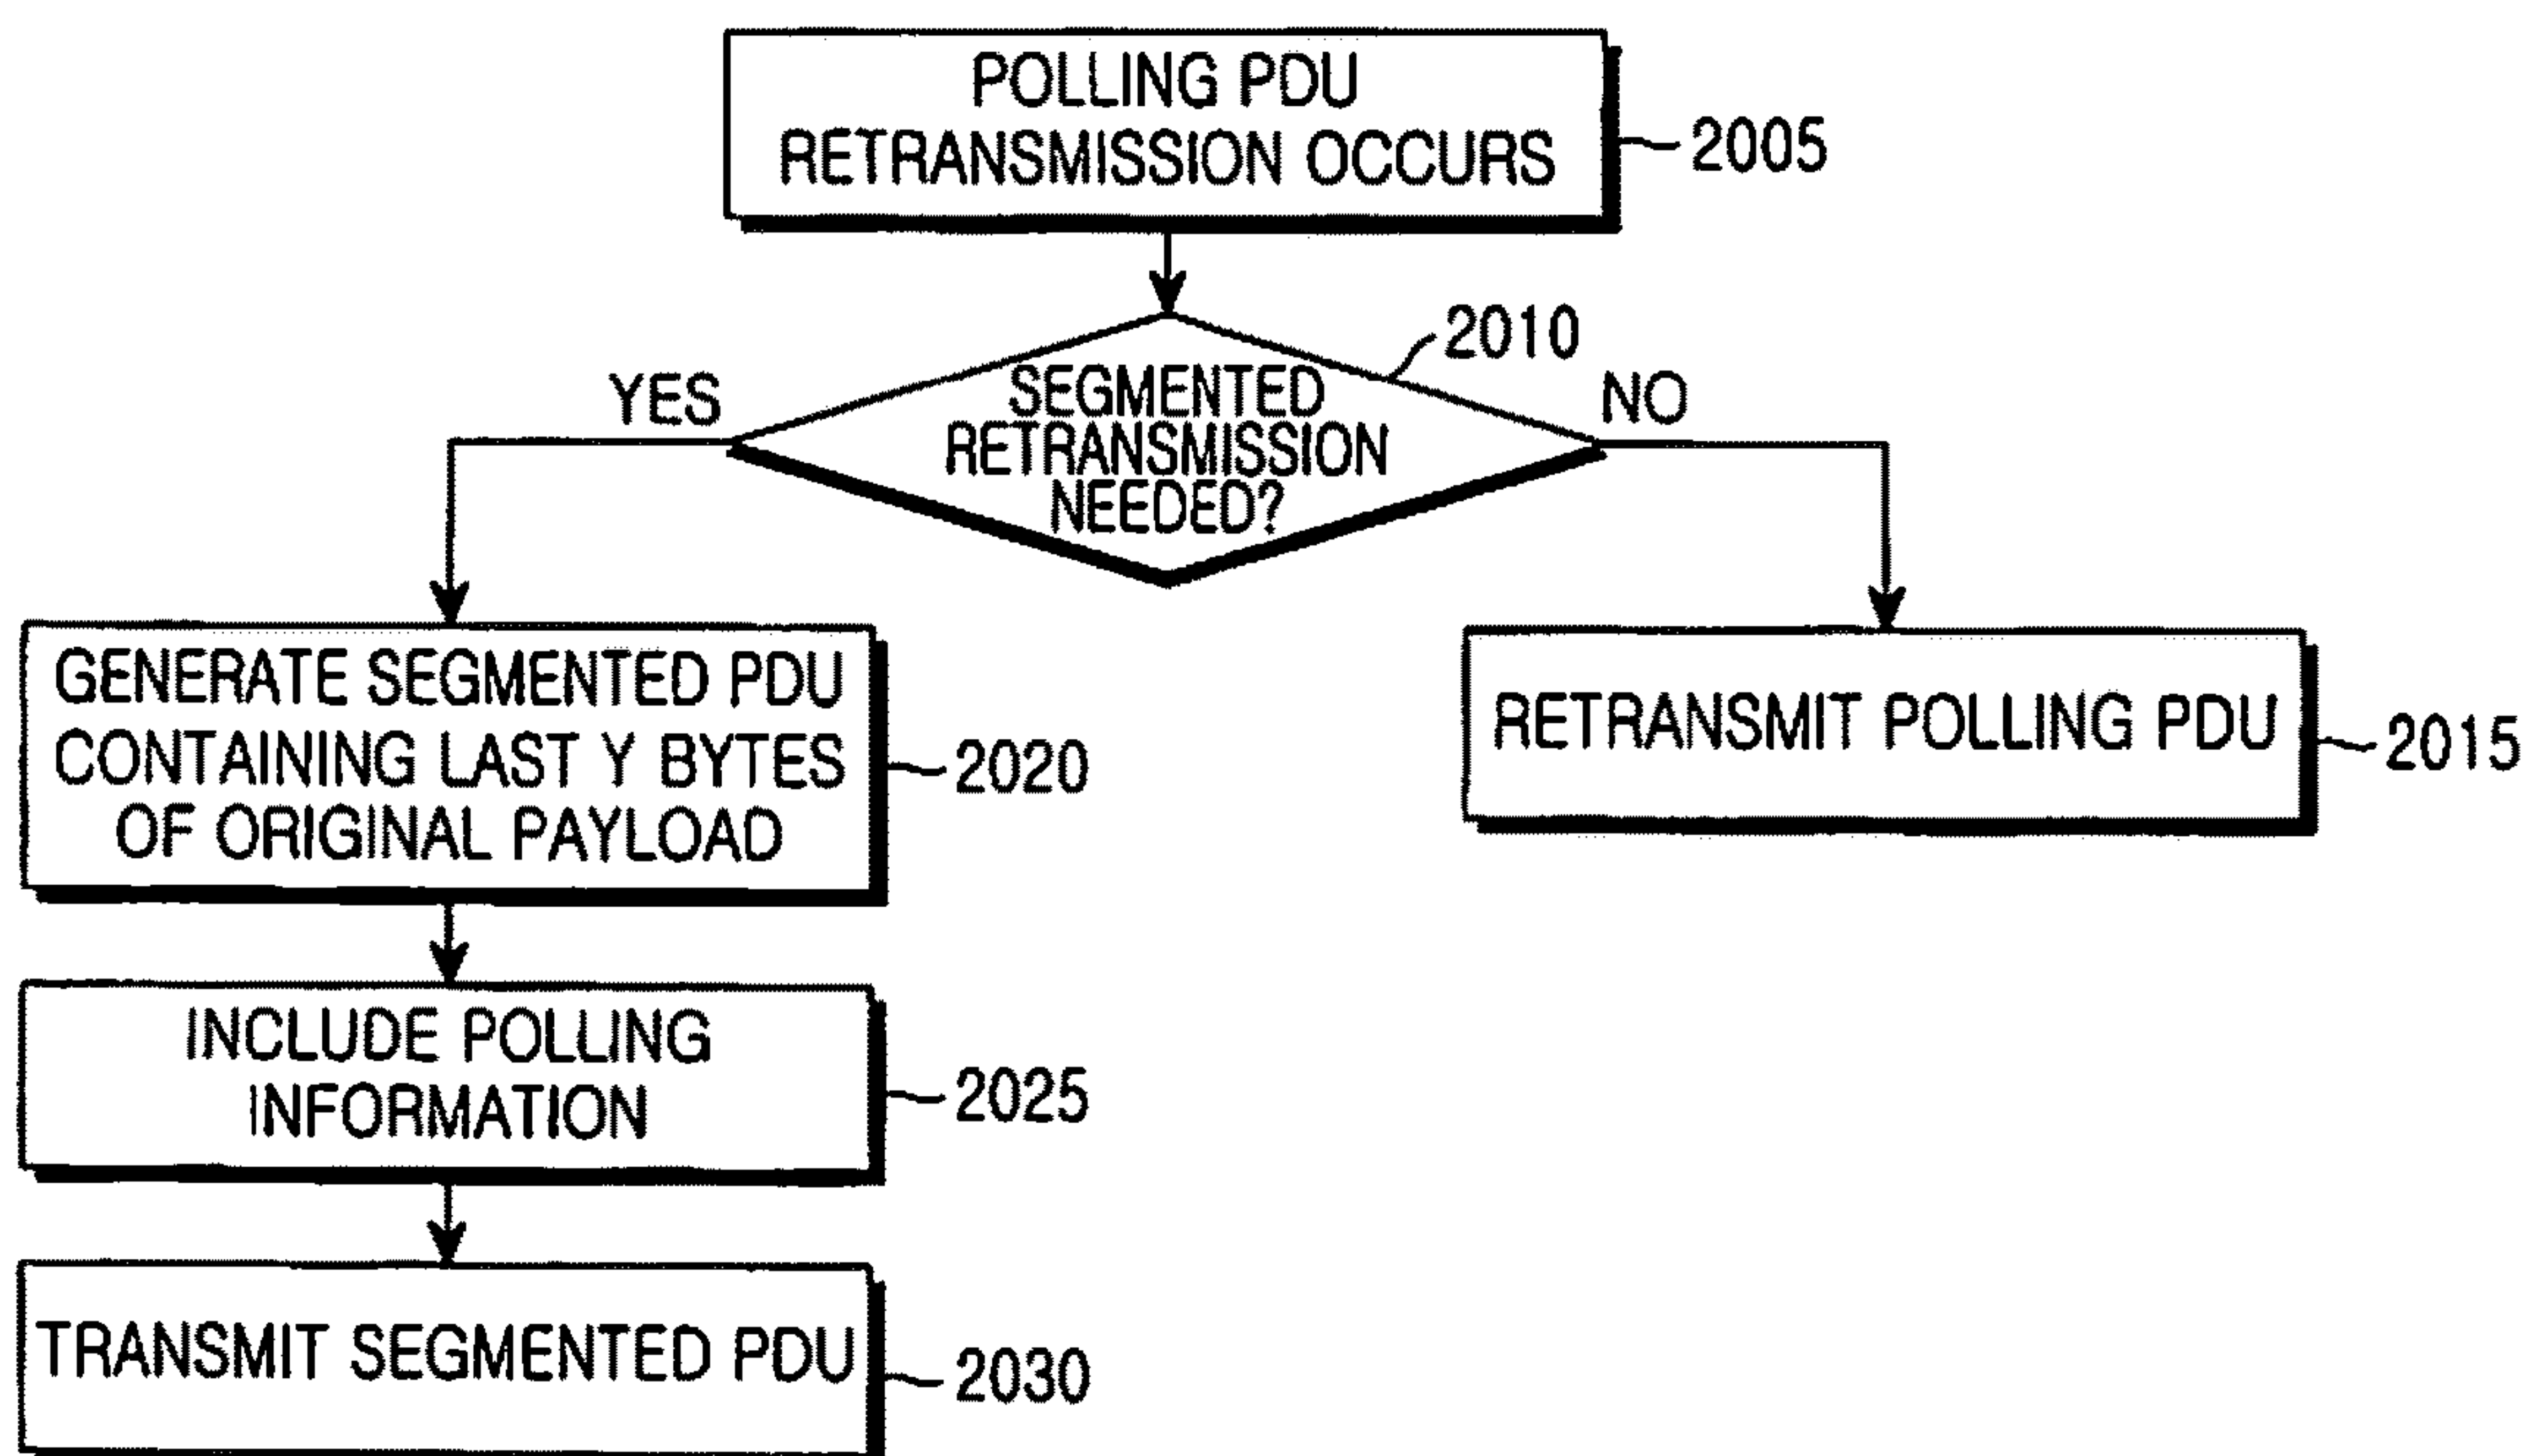 POLLING PDU
RETRANSMISSION OCCURS
2005
2010
SEGMENTED
RETRANSMISSION
NEEDED?
YES
NO
GENERATE SEGMENTED PDU
CONTAINING LAST Y BYTES
OF ORIGINAL PAYLOAD
2020
RETRANSMIT POLLING PDU
2015
INCLUDE POLLING
INFORMATION
2025
TRANSMIT SEGMENTED PDU
2030